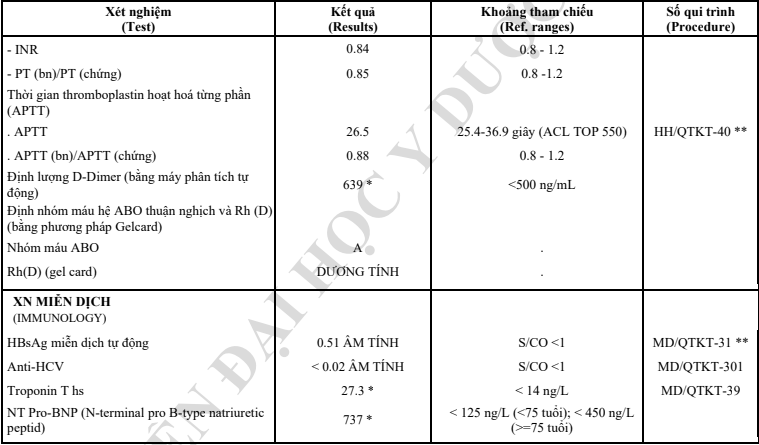 Xét nghiệm Kết quả Khoảng tham chiếu Số qui trình
(Test) (Results) (Ref. ranges) (Procedure)
- INR 0.84 0.8 - 1.2
- PT (bn)/PT (chứng) 0.85 0.8 -1.2
Thời gian thromboplastin hoạt hoá từng phần
(APTT)
. APTT 26.5 25.4-36.9 giây (ACL TOP 550) HH/QTKT-40 **
. APTT (bn)/APTT (chứng) 0.88 0.8 - 1.2
Định lượng D-Dimer (bằng máy phân tích tự
động) 639 * <500 ng/mL
Định nhóm máu hệ ABO thuận nghịch và Rh (D)
(bằng phương pháp Gelcard)
Nhóm máu ABO A .
Rh(D) (gel card) DƯƠNG TÍNH .
XN MIỄN DỊCH
(IMMUNOLOGY)
HBsAg miễn dịch tự động 0.51 ÂM TÍNH S/CO <1 MD/QTKT-31 **
Anti-HCV < 0.02 ÂM TÍNH S/CO <1 MD/QTKT-301
Troponin T hs 27.3 * < 14 ng/L MD/QTKT-39
NT Pro-BNP (N-terminal pro B-type natriuretic
peptid) 737 * < 125 ng/L (<75 tuổi); < 450 ng/L
(>=75 tuổi)
ĐẠI HỌC Y DƯỢC